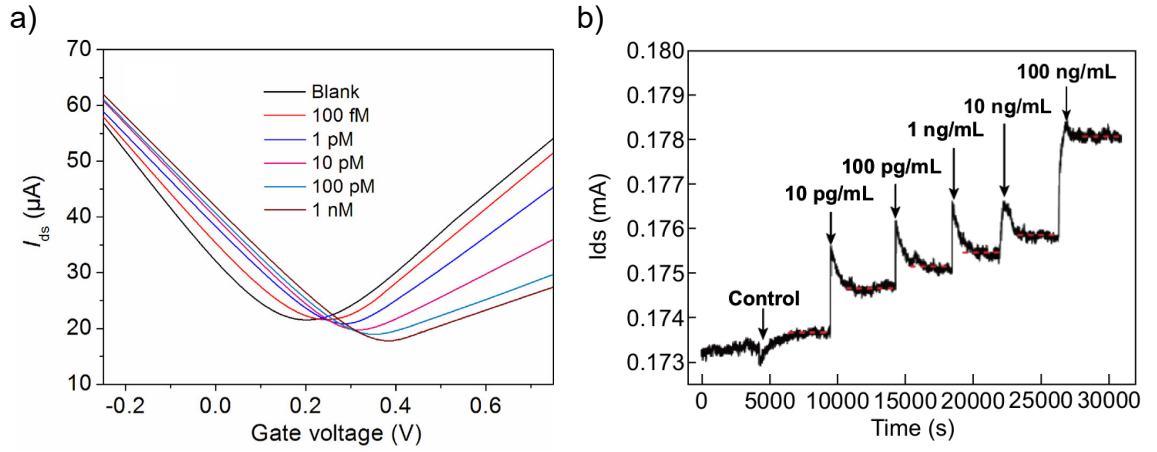 a)
70
60
50
40
30
20
10
Ids (µA)
Blank
100 fM
1 pM
10 pM
100 pM
1 nM
-0.2
0.0
0.2
0.4
0.6
Gate voltage (V)
b)
0.180
0.179
0.178
0.177
0.176
0.175
0.174
0.173
Ids (mA)
Control
10 pg/mL
100 pg/mL
1 ng/mL
10 ng/mL
100 ng/mL
0
5000
10000
15000
20000
25000
30000
Time (s)